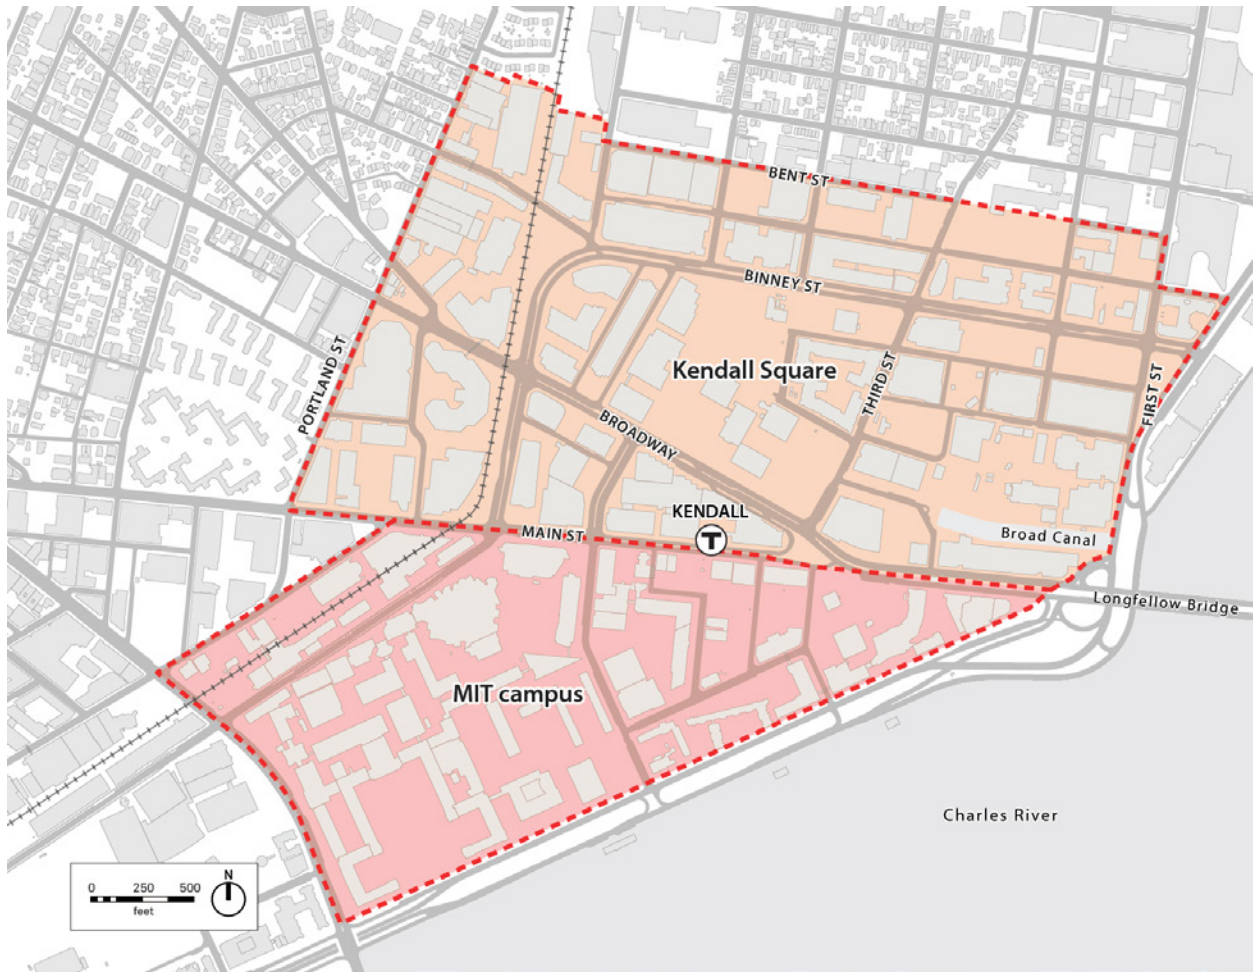 BENT ST
BINNEY ST
PORTLAND ST
Kendall Square
THIRD ST
FIRST ST
BROADWAY
KENDALL
T
MAIN ST
Broad Canal
Longfellow Bridge
MIT campus
Charles River
N
0 250 500
feet